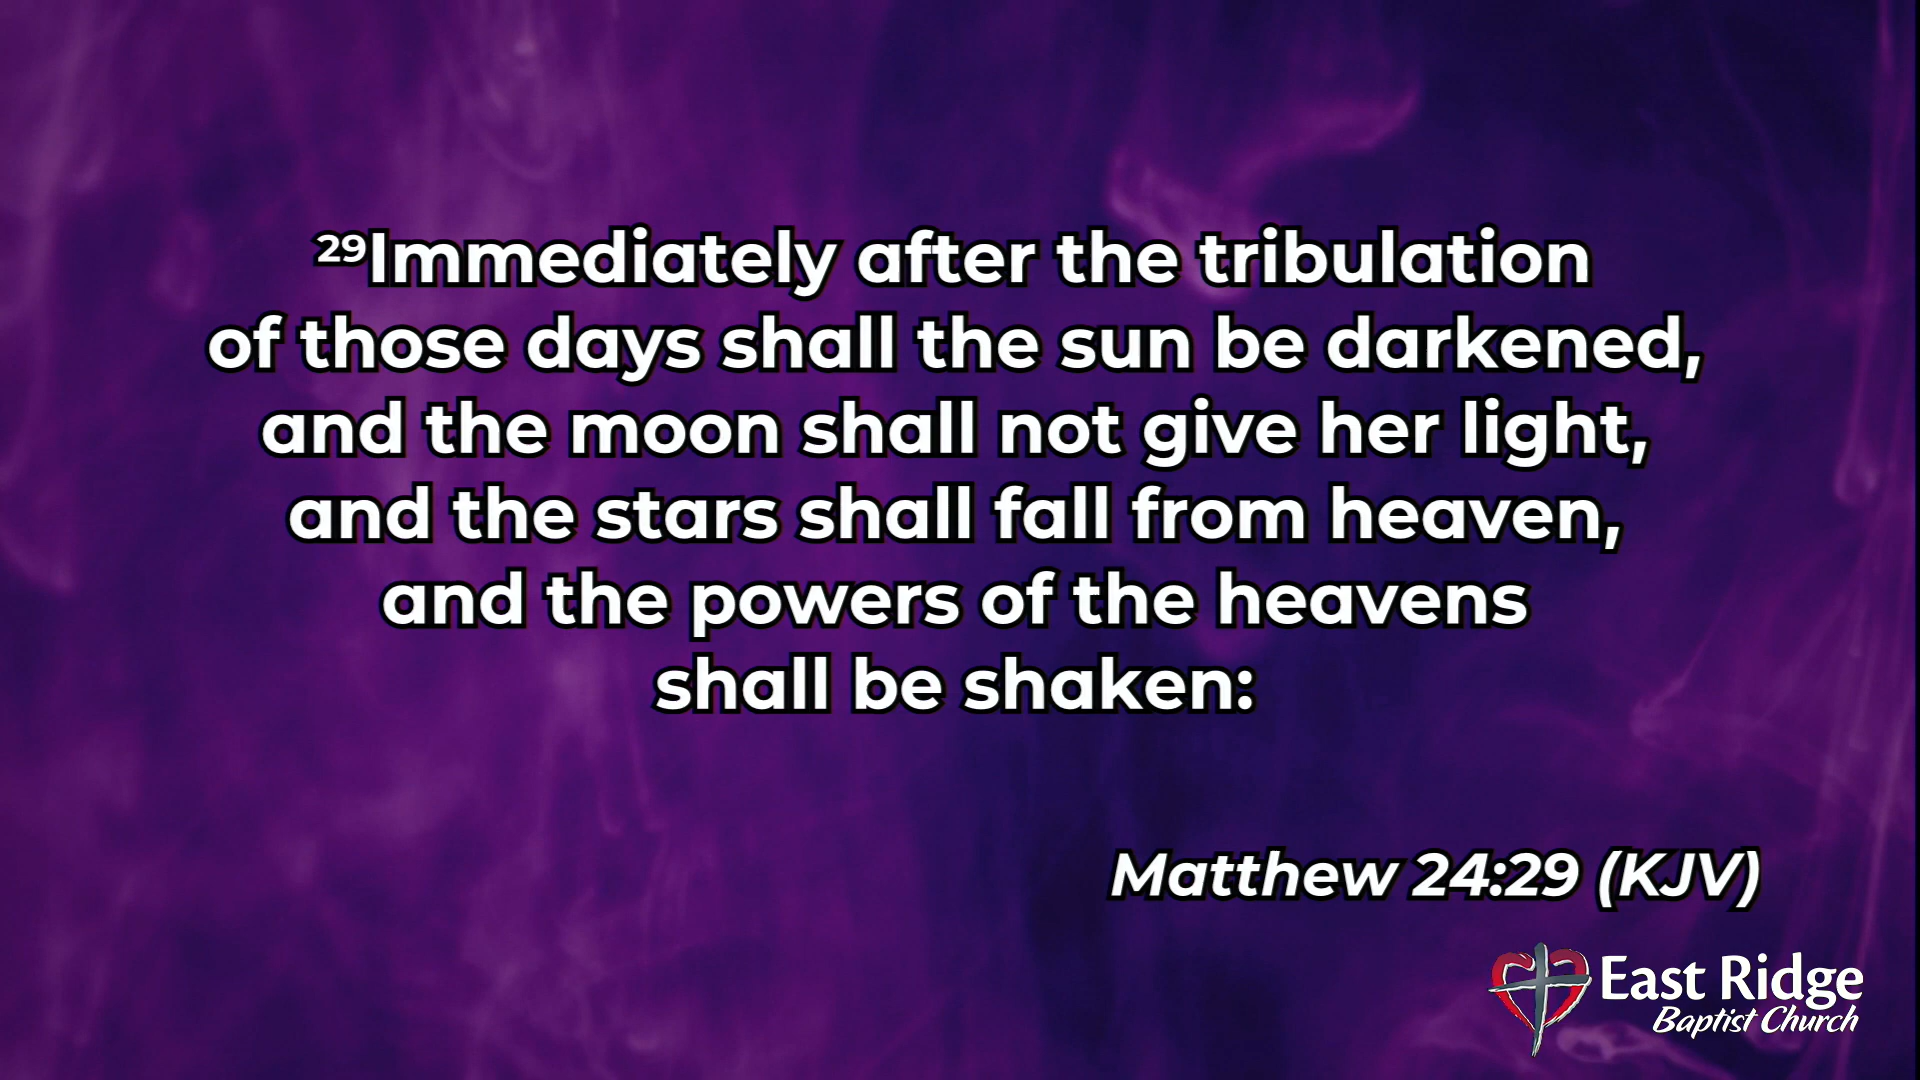 ²⁹Immediately after the tribulation
of those days shall the sun be darkened,
and the moon shall not give her light,
and the stars shall fall from heaven,
and the powers of the heavens
shall be shaken:
Matthew 24:29 (KJV)
East Ridge
Baptist Church